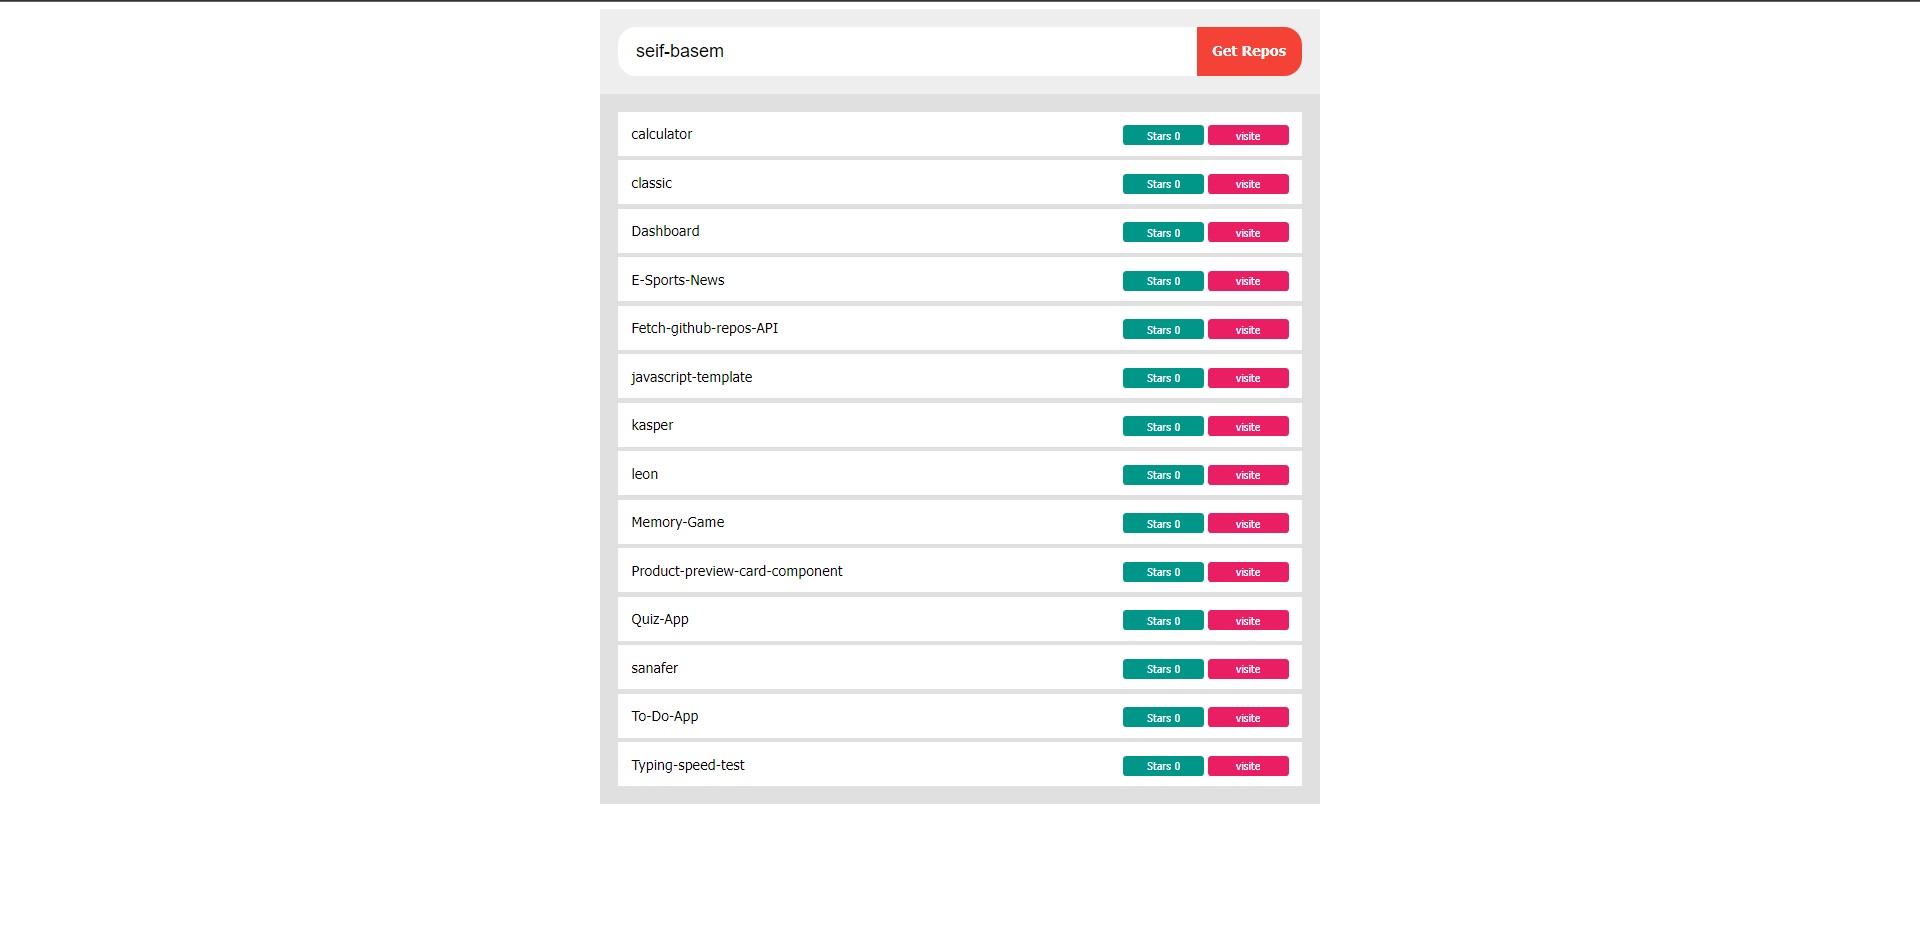 seif-basem Get Repos
calculator Stars 0 visite
classic Stars 0 visite
Dashboard Stars 0 visite
E-Sports-News Stars 0 visite
Fetch-github-repos-API Stars 0 visite
javascript-template Stars 0 visite
kasper Stars 0 visite
leon Stars 0 visite
Memory-Game Stars 0 visite
Product-preview-card-component Stars 0 visite
Quiz-App Stars 0 visite
sanafer Stars 0 visite
To-Do-App Stars 0 visite
Typing-speed-test Stars 0 visite